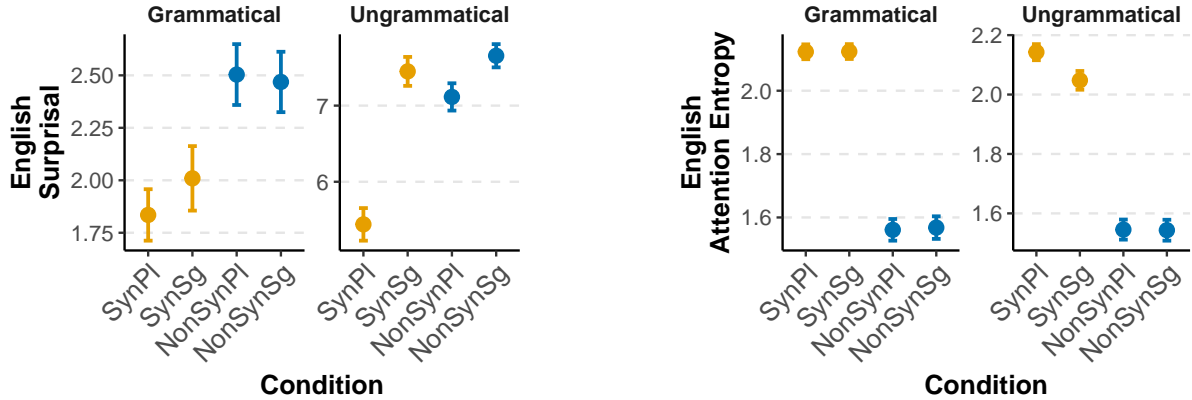 Grammatical
Ungrammatical
English
Surprisal
2.50
2.25
2.00
1.75
7
6
SynPl
SynSg
NonSynPl
NonSynSg
SynPl
SynSg
NonSynPl
NonSynSg
Condition
Grammatical
Ungrammatical
English
Attention Entropy
2.0
1.8
1.6
2.2
2.0
1.8
1.6
SynPl
SynSg
NonSynPl
NonSynSg
SynPl
SynSg
NonSynPl
NonSynSg
Condition